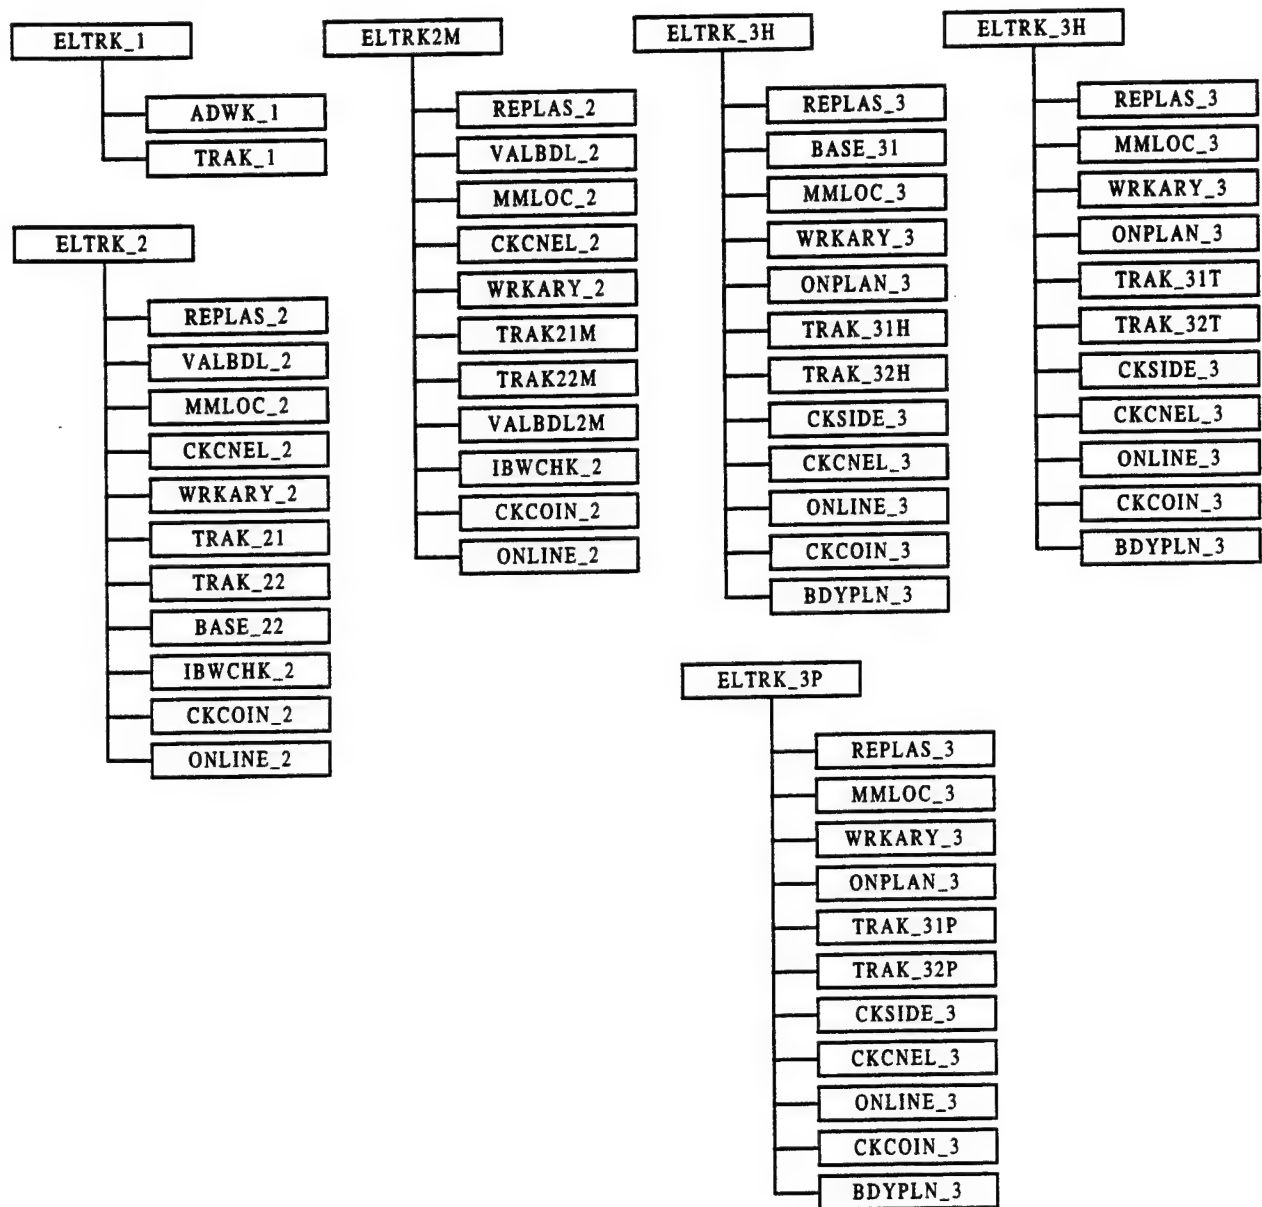 ELTRK_1
ADWK_1
TRAK_1
ELTRK_2
REPLAS_2
VALBDL_2
MMLOC_2
CKCNEL_2
WRKARY_2
TRAK_21
TRAK_22
BASE_22
IBWCHK_2
CKCOIN_2
ONLINE_2
ELTRK2M
REPLAS_2
VALBDL_2
MMLOC_2
CKCNEL_2
WRKARY_2
TRAK21M
TRAK22M
VALBDL2M
IBWCHK_2
CKCOIN_2
ONLINE_2
ELTRK_3H
REPLAS_3
BASE_31
MMLOC_3
WRKARY_3
ONPLAN_3
TRAK_31H
TRAK_32H
CKSIDE_3
CKCNEL_3
ONLINE_3
CKCOIN_3
BDYPLN_3
ELTRK_3H
REPLAS_3
MMLOC_3
WRKARY_3
ONPLAN_3
TRAK_31T
TRAK_32T
CKSIDE_3
CKCNEL_3
ONLINE_3
CKCOIN_3
BDYPLN_3
ELTRK_3P
REPLAS_3
MMLOC_3
WRKARY_3
ONPLAN_3
TRAK_31P
TRAK_32P
CKSIDE_3
CKCNEL_3
ONLINE_3
CKCOIN_3
BDYPLN_3